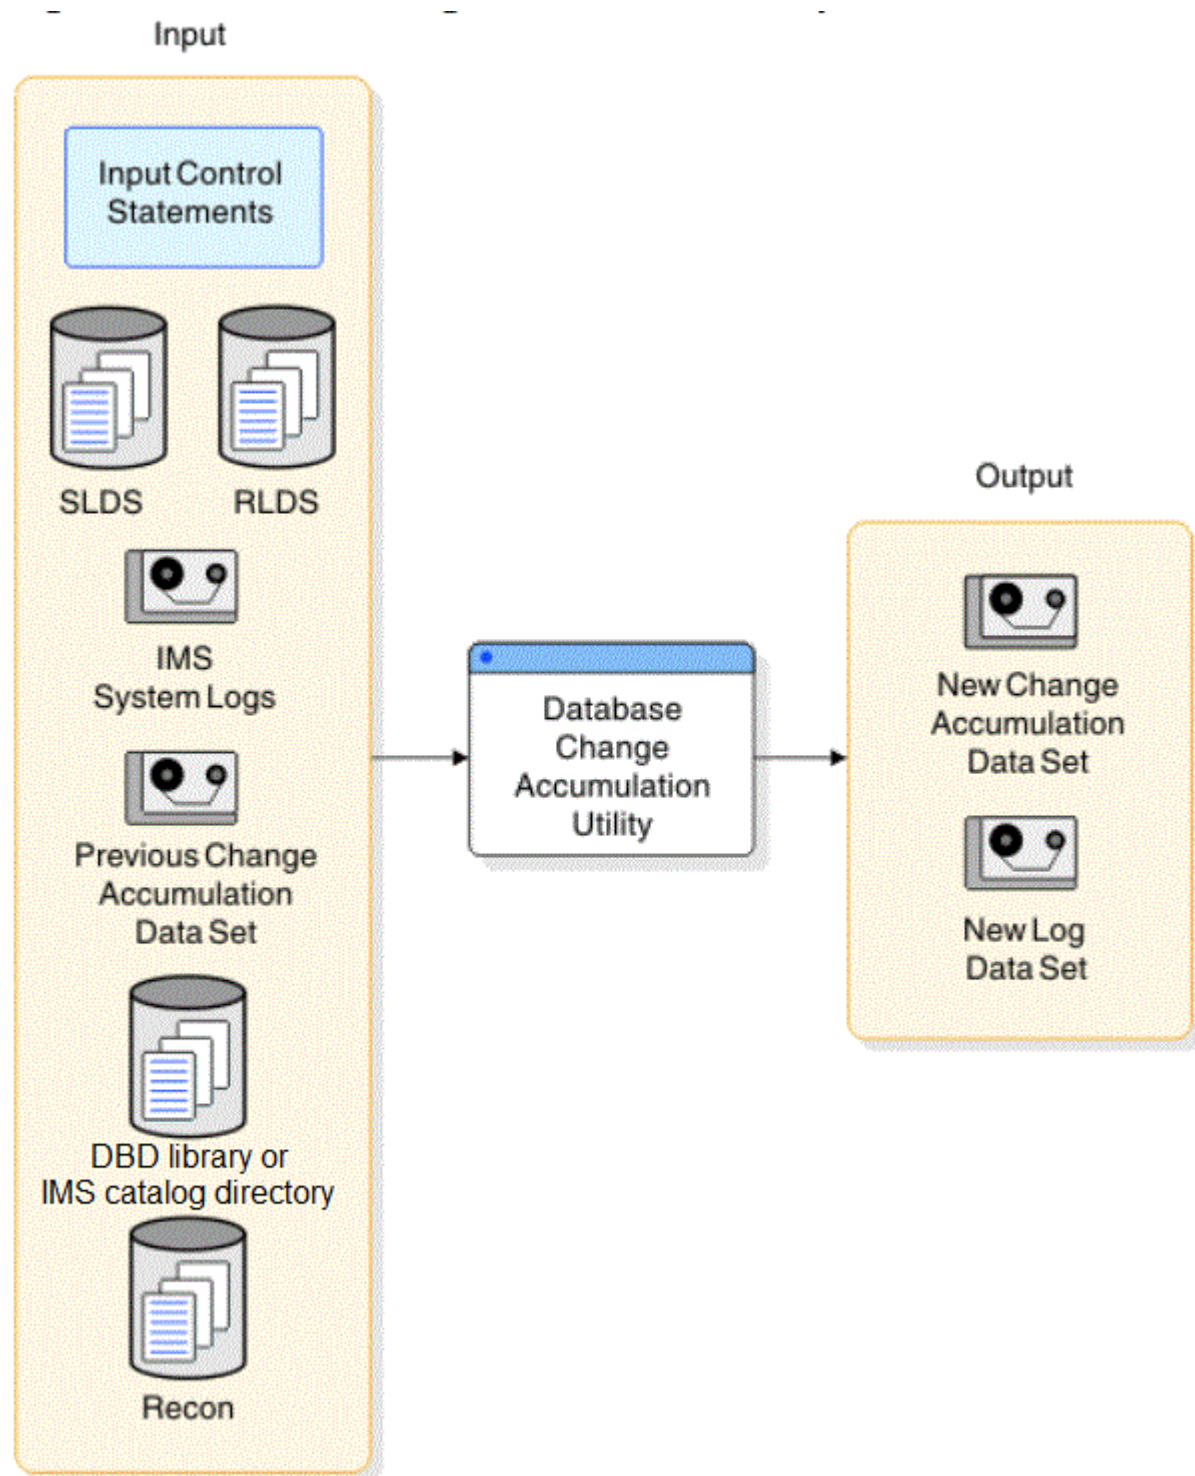 Input
Input Control
Statements
SLDS
RLDS
IMS
System Logs
Previous Change
Accumulation
Data Set
DBD library or
IMS catalog directory
Recon
Database
Change
Accumulation
Utility
Output
New Change
Accumulation
Data Set
New Log
Data Set